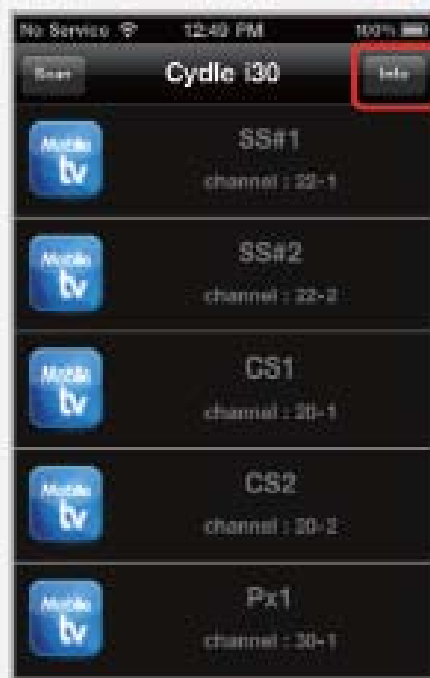 No Service 12:49 PM 100%
Scan Cydle i30 Info
Mobile tv
SS#1
channel : 22-1
Mobile tv
SS#2
channel : 22-2
Mobile tv
CS1
channel : 20-1
Mobile tv
CS2
channel : 20-2
Mobile tv
Px1
channel : 30-1